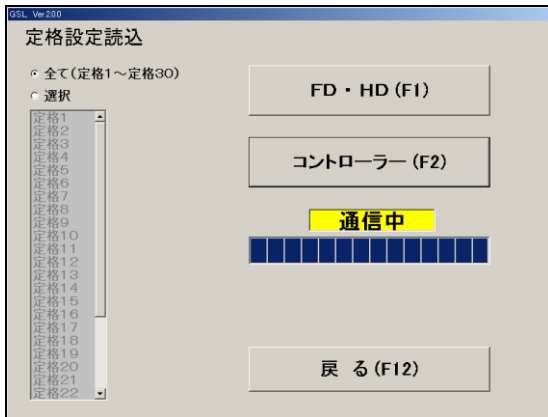 GSL Ver2.00
定格設定読込
全て(定格1～定格30)
選択
定格1
定格2
定格3
定格4
定格5
定格6
定格7
定格8
定格9
定格10
定格11
定格12
定格13
定格14
定格15
定格16
定格17
定格18
定格19
定格20
定格21
定格22
FD・HD(F1)
コントローラー(F2)
通信中
戻る(F12)